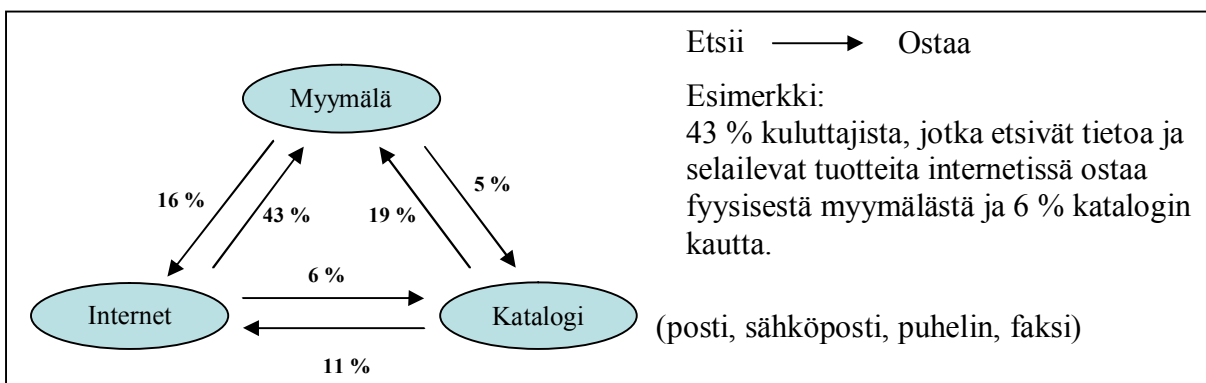 Etsii Ostaa
Myymälä
Esimerkki:
43 % kuluttajista, jotka etsivät tietoa ja
selailevat tuotteita internetissä ostaa
fyysisestä myymälästä ja 6 % katalogin
kautta.
16 %
43 %
19 %
5 %
6 %
Internet
Katalogi
(posti, sähköposti, puhelin, faksi)
11 %